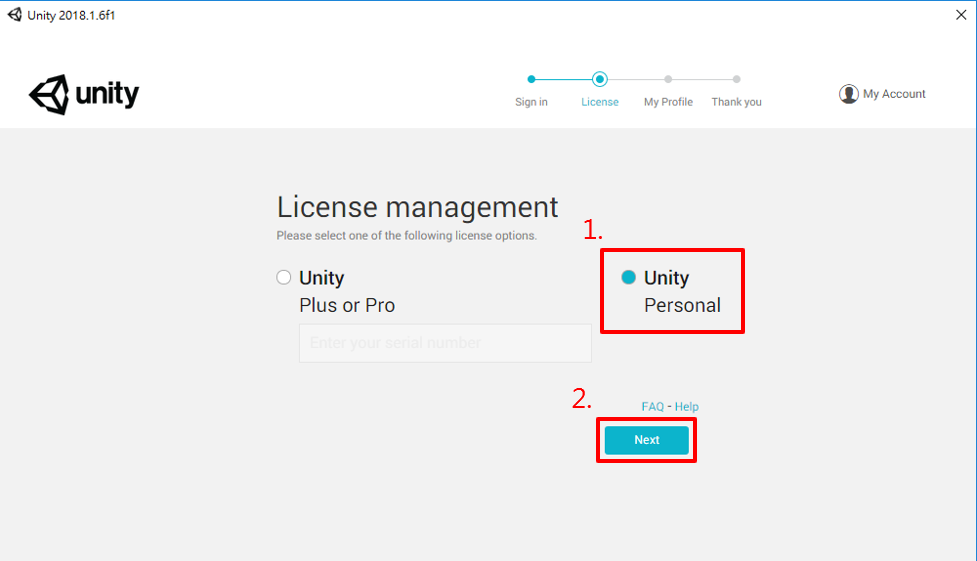 Unity 2018.1.6f1
unity
Sign in
License
My Profile
Thank you
My Account
License management
Please select one of the following license options.
1.
Unity
Plus or Pro
Enter your serial number
Unity
Personal
2.
FAQ - Help
Next